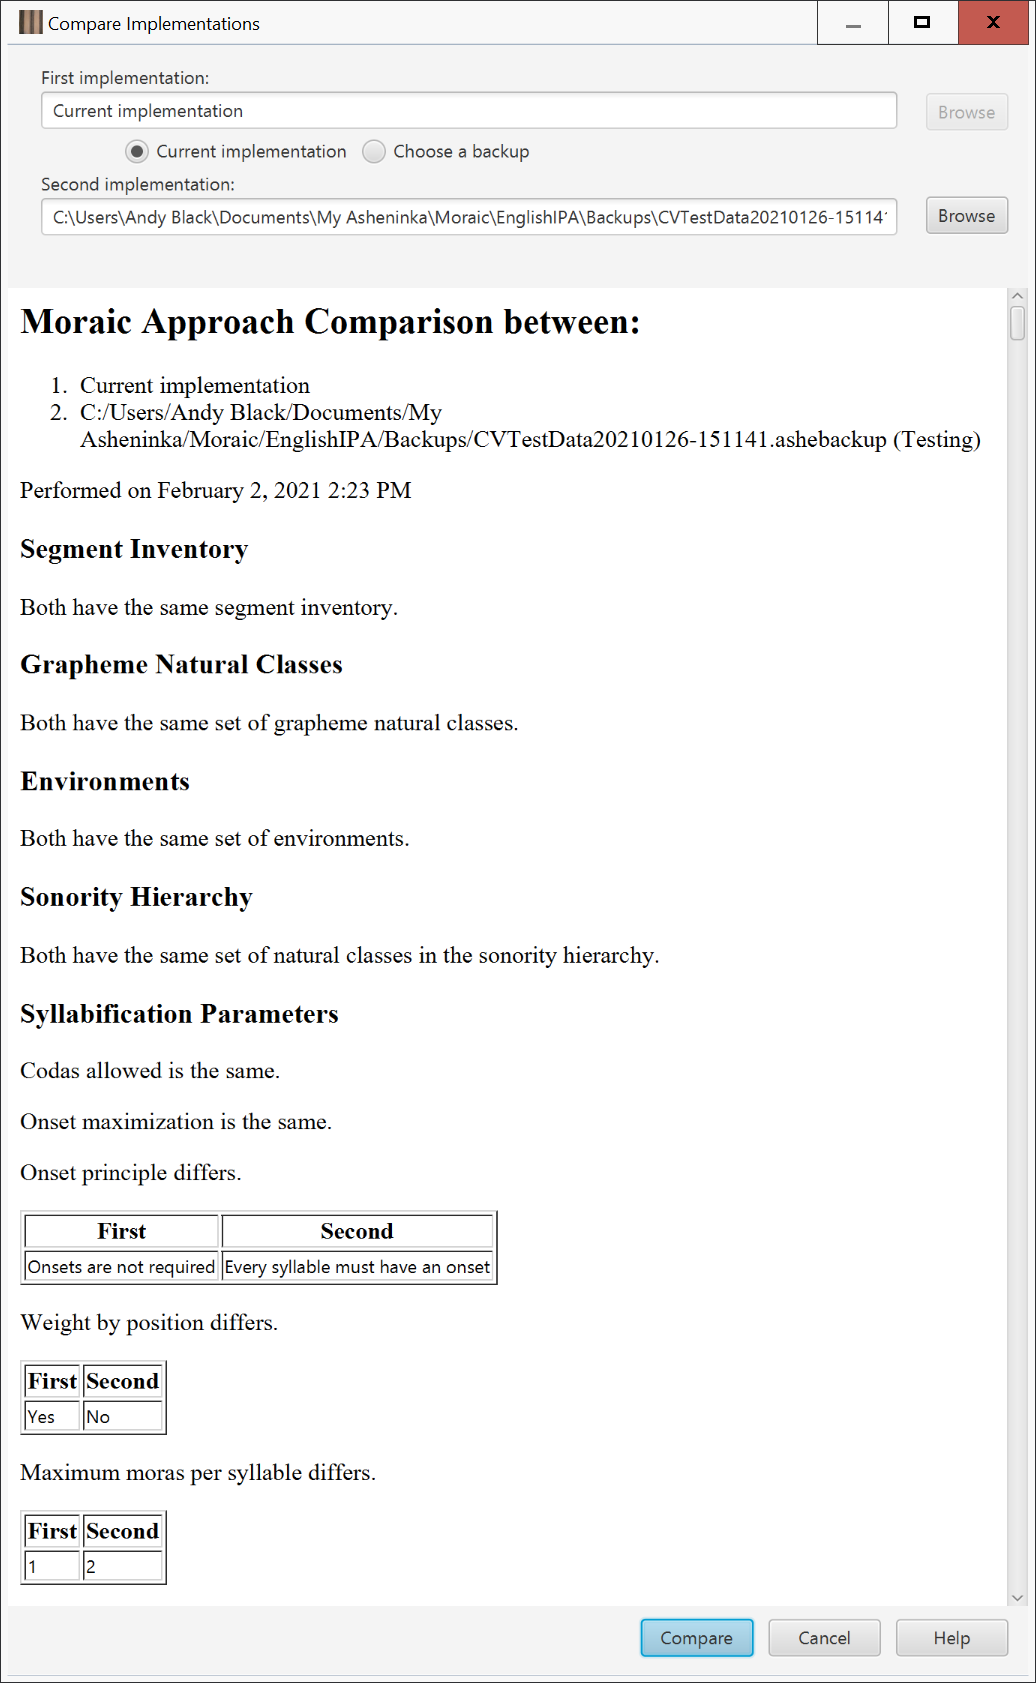 Compare Implementations
First implementation:
Current implementation
Browse
Current implementation Choose a backup
Second implementation:
C:\Users\Andy Black\Documents\My Asheninka\Moraic\EnglishIPA\Backups\CVTestData20210126-151141
Browse
Moraic Approach Comparison between:
1. Current implementation
2. C:/Users/Andy Black/Documents/My
Asheninka/Moraic/EnglishIPA/Backups/CVTestData20210126-151141.ashebackup (Testing)
Performed on February 2, 2021 2:23 PM
Segment Inventory
Both have the same segment inventory.
Grapheme Natural Classes
Both have the same set of grapheme natural classes.
Environments
Both have the same set of environments.
Sonority Hierarchy
Both have the same set of natural classes in the sonority hierarchy.
Syllabification Parameters
Codas allowed is the same.
Onset maximization is the same.
Onset principle differs.
First Second
Onsets are not required Every syllable must have an onset
Weight by position differs.
First Second
Yes No
Maximum moras per syllable differs.
First Second
1 2
Compare Cancel Help